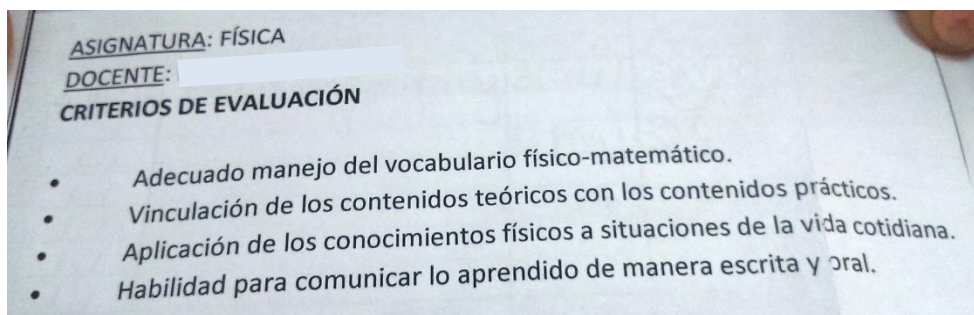 ASIGNATURA: FÍSICA
DOCENTE:
CRITERIOS DE EVALUACIÓN
• Adecuado manejo del vocabulario físico-matemático.
• Vinculación de los contenidos teóricos con los contenidos prácticos.
• Aplicación de los conocimientos físicos a situaciones de la vida cotidiana.
• Habilidad para comunicar lo aprendido de manera escrita y oral.